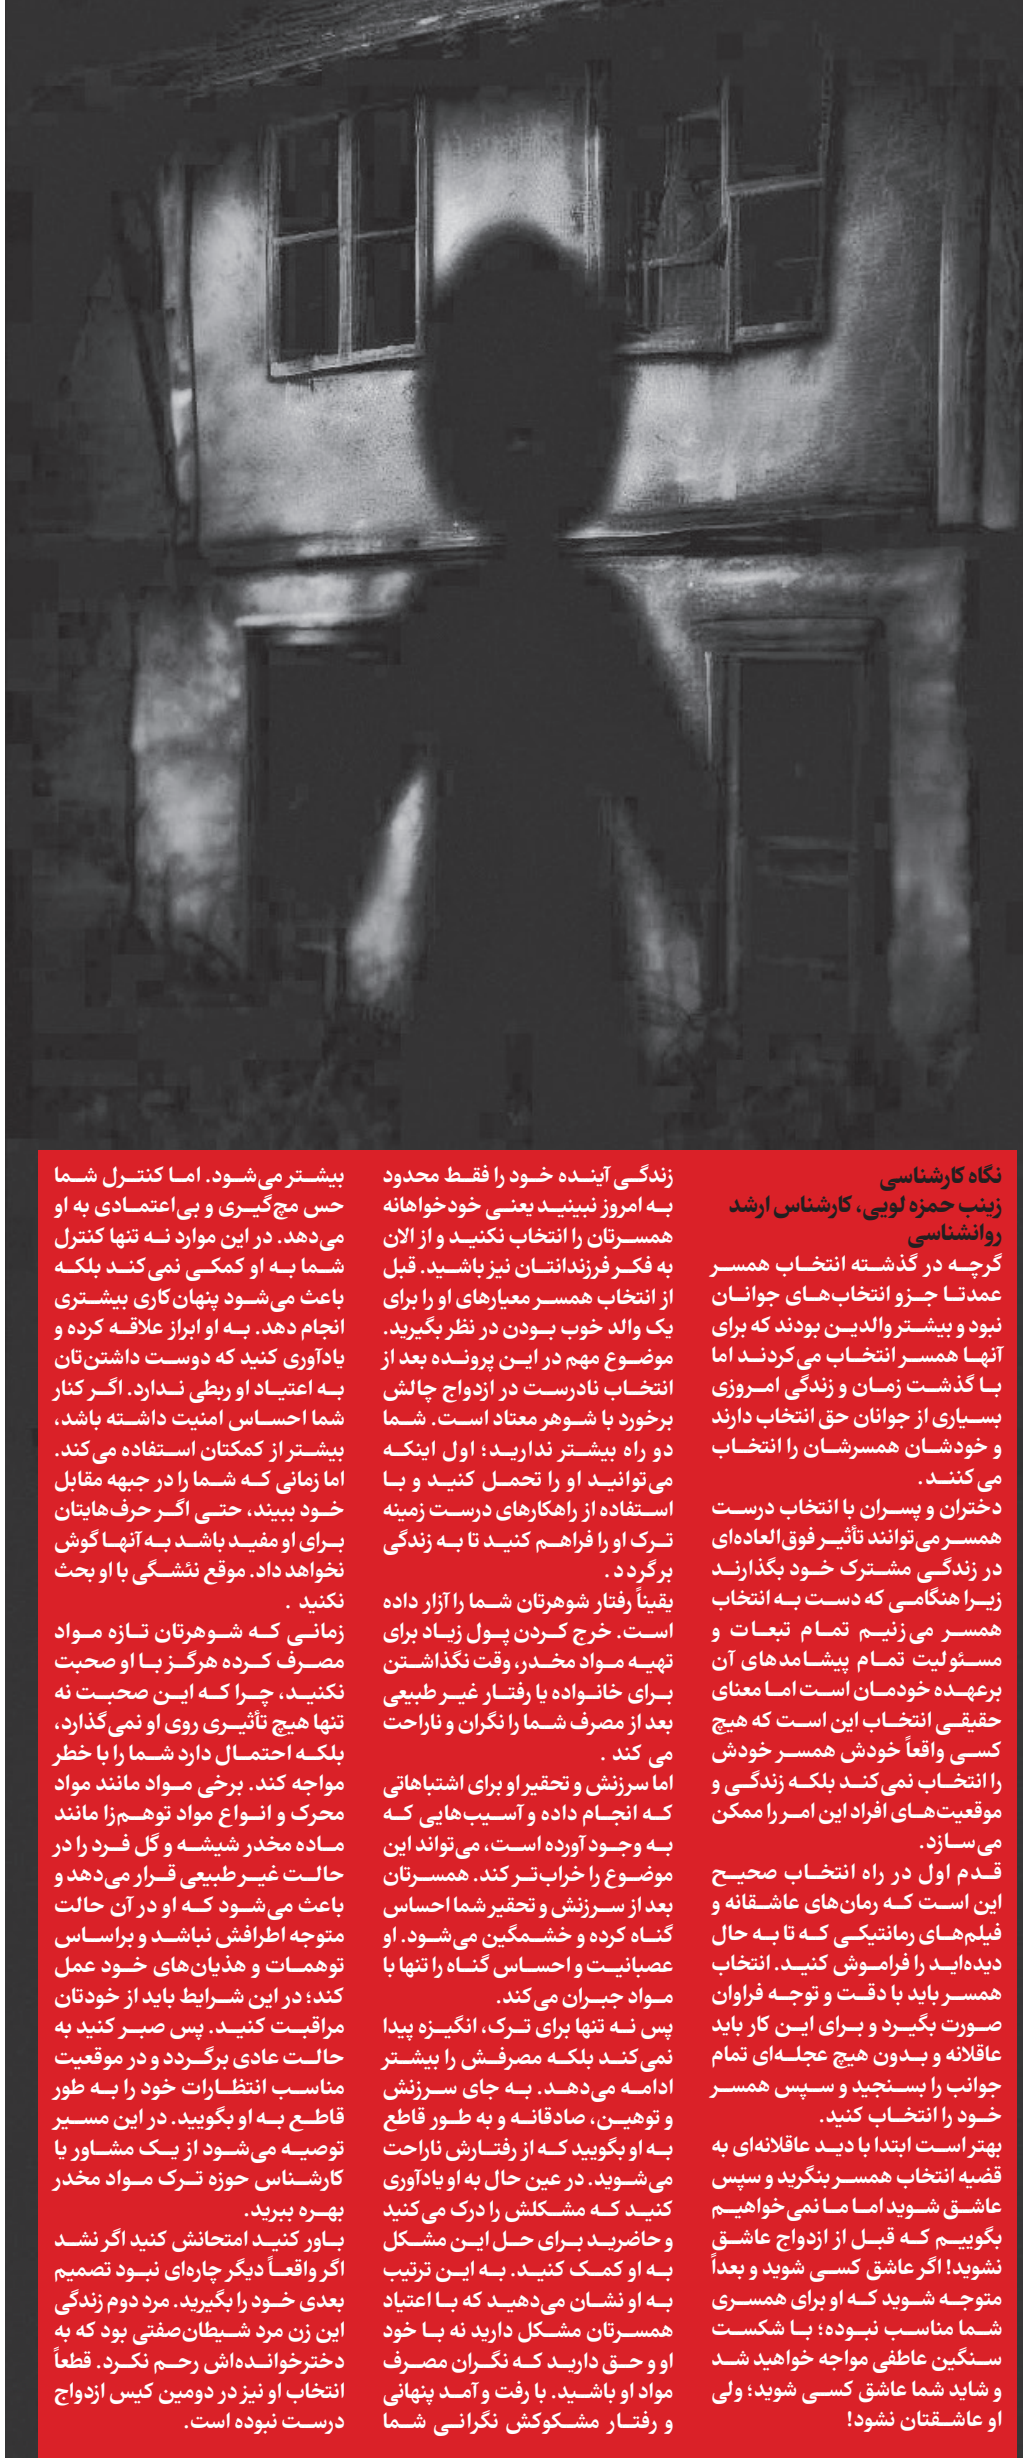 نگاه کارشناسی
زینب حمزه لویی، کارشناس ارشد
روانشناسی
گرچه در گذشته انتخاب همسر
عمدتا جزو انتخاب‌های جوانان
نبود و بیشتر والدین بودند که برای
آنها همسر انتخاب می‌کردند اما
با گذشت زمان و زندگی امروزی
بسیاری از جوانان حق انتخاب دارند
و خودشان همسرشان را انتخاب
می‌کنند.
دختران و پسران با انتخاب درست
همسر می‌توانند تأثیر فوق‌العاده‌ای
در زندگی مشترک خود بگذارند
زیرا هنگامی که دست به انتخاب
همسر می‌زنیم تمام تبعات و
مسئولیت تمام پیشامدهای آن
برعهده خودمان است اما معنای
حقیقی انتخاب این است که هیچ
کسی واقعاً خودش همسر خودش
را انتخاب نمی‌کند بلکه زندگی و
موقعیت‌های افراد این امر را ممکن
می‌سازد.
قدم اول در راه انتخاب صحیح
این است که رمان‌های عاشقانه و
فیلم‌های رمانتیکی که تا به حال
دیده‌اید را فراموش کنید. انتخاب
همسر باید با دقت و توجه فراوان
صورت بگیرد و برای این کار باید
عاقلانه و بدون هیچ عجله‌ای تمام
جوانب را بسنجید و سپس همسر
خود را انتخاب کنید.
بهتر است ابتدا با دید عاقلانه‌ای به
قضیه انتخاب همسر بنگرید و سپس
عاشق شوید اما ما نمی‌خواهیم
بگوییم که قبل از ازدواج عاشق
نشوید! اگر عاشق کسی شوید و بعداً
متوجه شوید که او برای همسری
شما مناسب نبوده؛ با شکست
سنگین عاطفی مواجه خواهید شد
و شاید شما عاشق کسی شوید؛ ولی
او عاشقتان نشود!
زندگی آینده خود را فقط محدود
به امروز نبینید یعنی خودخواهانه
همسرتان را انتخاب نکنید و از الان
به فکر فرزندانتان نیز باشید. قبل
از انتخاب همسر معیارهای او را برای
یک والد خوب بودن در نظر بگیرید.
موضوع مهم در این پرونده بعد از
انتخاب نادرست در ازدواج چالش
برخورد با شوهر معتاد است. شما
دو راه بیشتر ندارید؛ اول اینکه
می‌توانید او را تحمل کنید و با
استفاده از راهکارهای درست زمینه
ترک او را فراهم کنید تا به زندگی
برگردد.
یقیناً رفتار شوهرتان شما را آزار داده
است. خرج کردن پول زیاد برای
تهیه مواد مخدر، وقت نگذاشتن
برای خانواده یا رفتار غیر طبیعی
بعد از مصرف شما را نگران و ناراحت
می کند .
اما سرزنش و تحقیر او برای اشتباهاتی
که انجام داده و آسیب‌هایی که
به وجود آورده است، می‌تواند این
موضوع را خراب‌تر کند. همسرتان
بعد از سرزنش و تحقیر شما احساس
گناه کرده و خشمگین می‌شود. او
عصبانیت و احساس گناه را تنها با
مواد جبران می‌کند.
پس نه تنها برای ترک، انگیزه پیدا
نمی‌کند بلکه مصرفش را بیشتر
ادامه می‌دهد. به جای سرزنش
و توهین، صادقانه و به طور قاطع
به او بگویید که از رفتارش ناراحت
می‌شوید. در عین حال به او یادآوری
کنید که مشکلش را درک می‌کنید
و حاضرید برای حل این مشکل
به او کمک کنید. به این ترتیب
به او نشان می‌دهید که با اعتیاد
همسرتان مشکل دارید نه با خود
او و حق دارید که نگران مصرف
مواد او باشید. با رفت و آمد پنهانی
و رفتار مشکوکش نگرانی شما
بیشتر می‌شود. اما کنترل شما
حس مچ‌گیری و بی‌اعتمادی به او
می‌دهد. در این موارد نه تنها کنترل
شما به او کمکی نمی‌کند بلکه
باعث می‌شود پنهان‌کاری بیشتری
انجام دهد. به او ابراز علاقه کرده و
یادآوری کنید که دوست داشتن‌تان
به اعتیاد او ربطی ندارد. اگر کنار
شما احساس امنیت داشته باشد،
بیشتر از کمکتان استفاده می‌کند.
اما زمانی که شما را در جبهه مقابل
خود ببیند، حتی اگر حرف‌هایتان
برای او مفید باشد به آنها گوش
نخواهد داد. موقع نئشگی با او بحث
نکنید .
زمانی که شوهرتان تازه مواد
مصرف کرده هرگز با او صحبت
نکنید، چرا که این صحبت نه
تنها هیچ تأثیری روی او نمی‌گذارد،
بلکه احتمال دارد شما را با خطر
مواجه کند. برخی مواد مانند مواد
محرک و انواع مواد توهم‌زا مانند
ماده مخدر شیشه و گل فرد را در
حالت غیر طبیعی قرار می‌دهد و
باعث می‌شود که او در آن حالت
متوجه اطرافش نباشد و براساس
توهمات و هذیان‌های خود عمل
کند؛ در این شرایط باید از خودتان
مراقبت کنید. پس صبر کنید به
حالت عادی برگردد و در موقعیت
مناسب انتظارات خود را به طور
قاطع به او بگویید. در این مسیر
توصیه می‌شود از یک مشاور یا
کارشناس حوزه ترک مواد مخدر
بهره ببرید.
باور کنید امتحانش کنید اگر نشد
اگر واقعاً دیگر چاره‌ای نبود تصمیم
بعدی خود را بگیرید. مرد دوم زندگی
این زن مرد شیطان‌صفتی بود که به
دخترخوانده‌اش رحم نکرد. قطعاً
انتخاب او نیز در دومین کیس ازدواج
درست نبوده است.